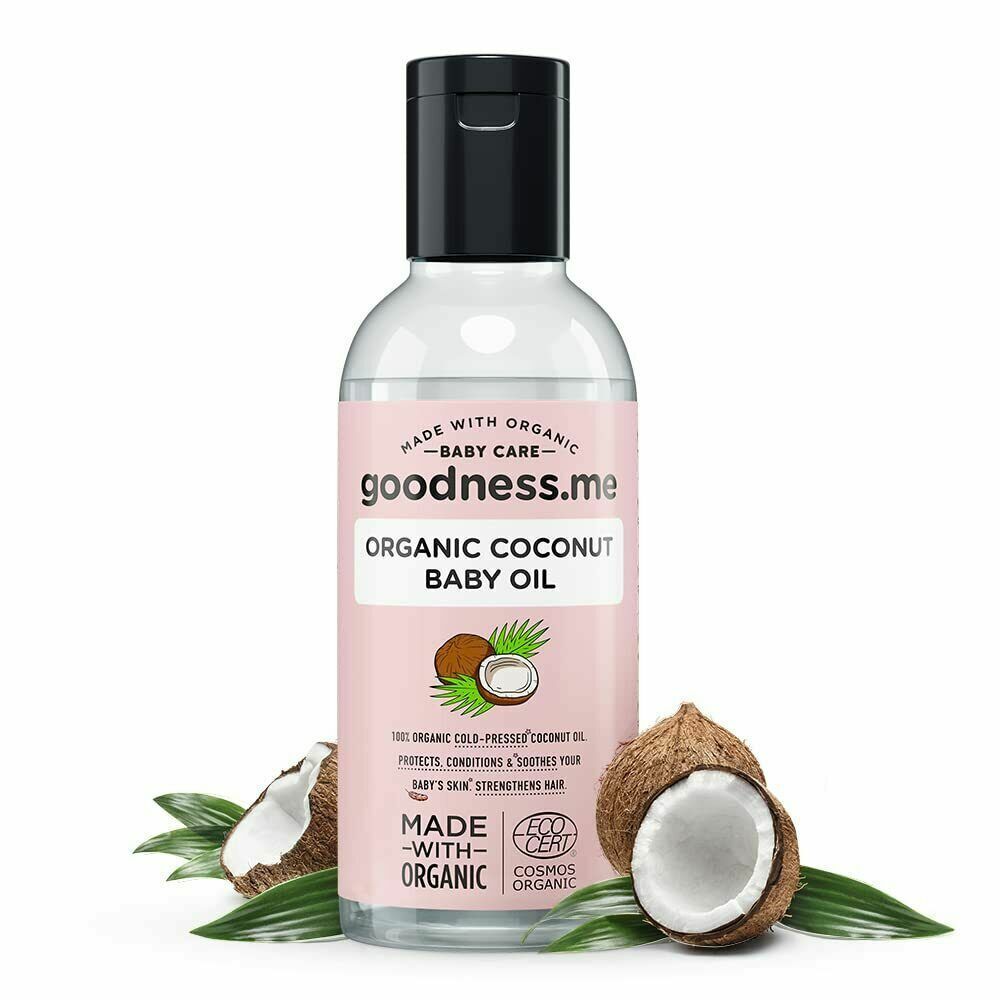 MADE WITH ORGANIC
—BABY CARE—
goodness.me
ORGANIC COCONUT
BABY OIL
100% ORGANIC COLD-PRESSED* COCONUT OIL.
PROTECTS, CONDITIONS & SOOTHES* YOUR
BABY'S SKIN.* STRENGTHENS HAIR.
MADE
-WITH-
ORGANIC
ECO
CERT®
COSMOS
ORGANIC